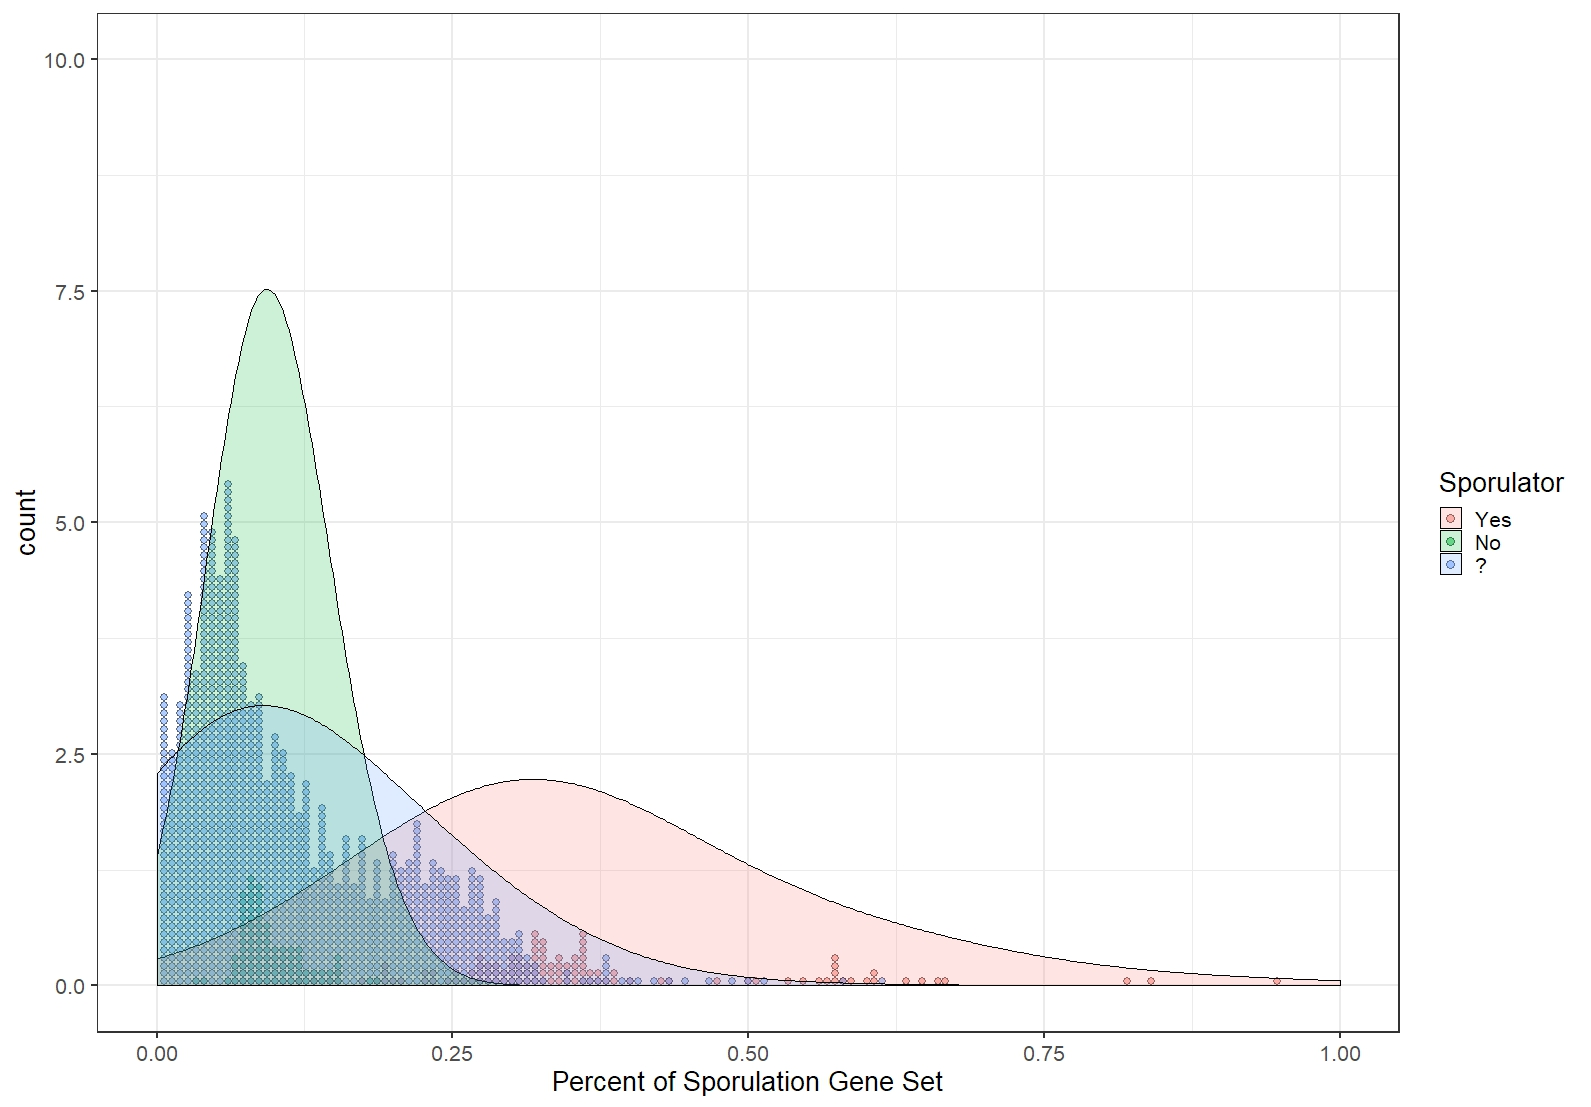 10.0
7.5
5.0
2.5
0.0
count
0.00 0.25 0.50 0.75 1.00
Percent of Sporulation Gene Set
Sporulator
Yes
No
?